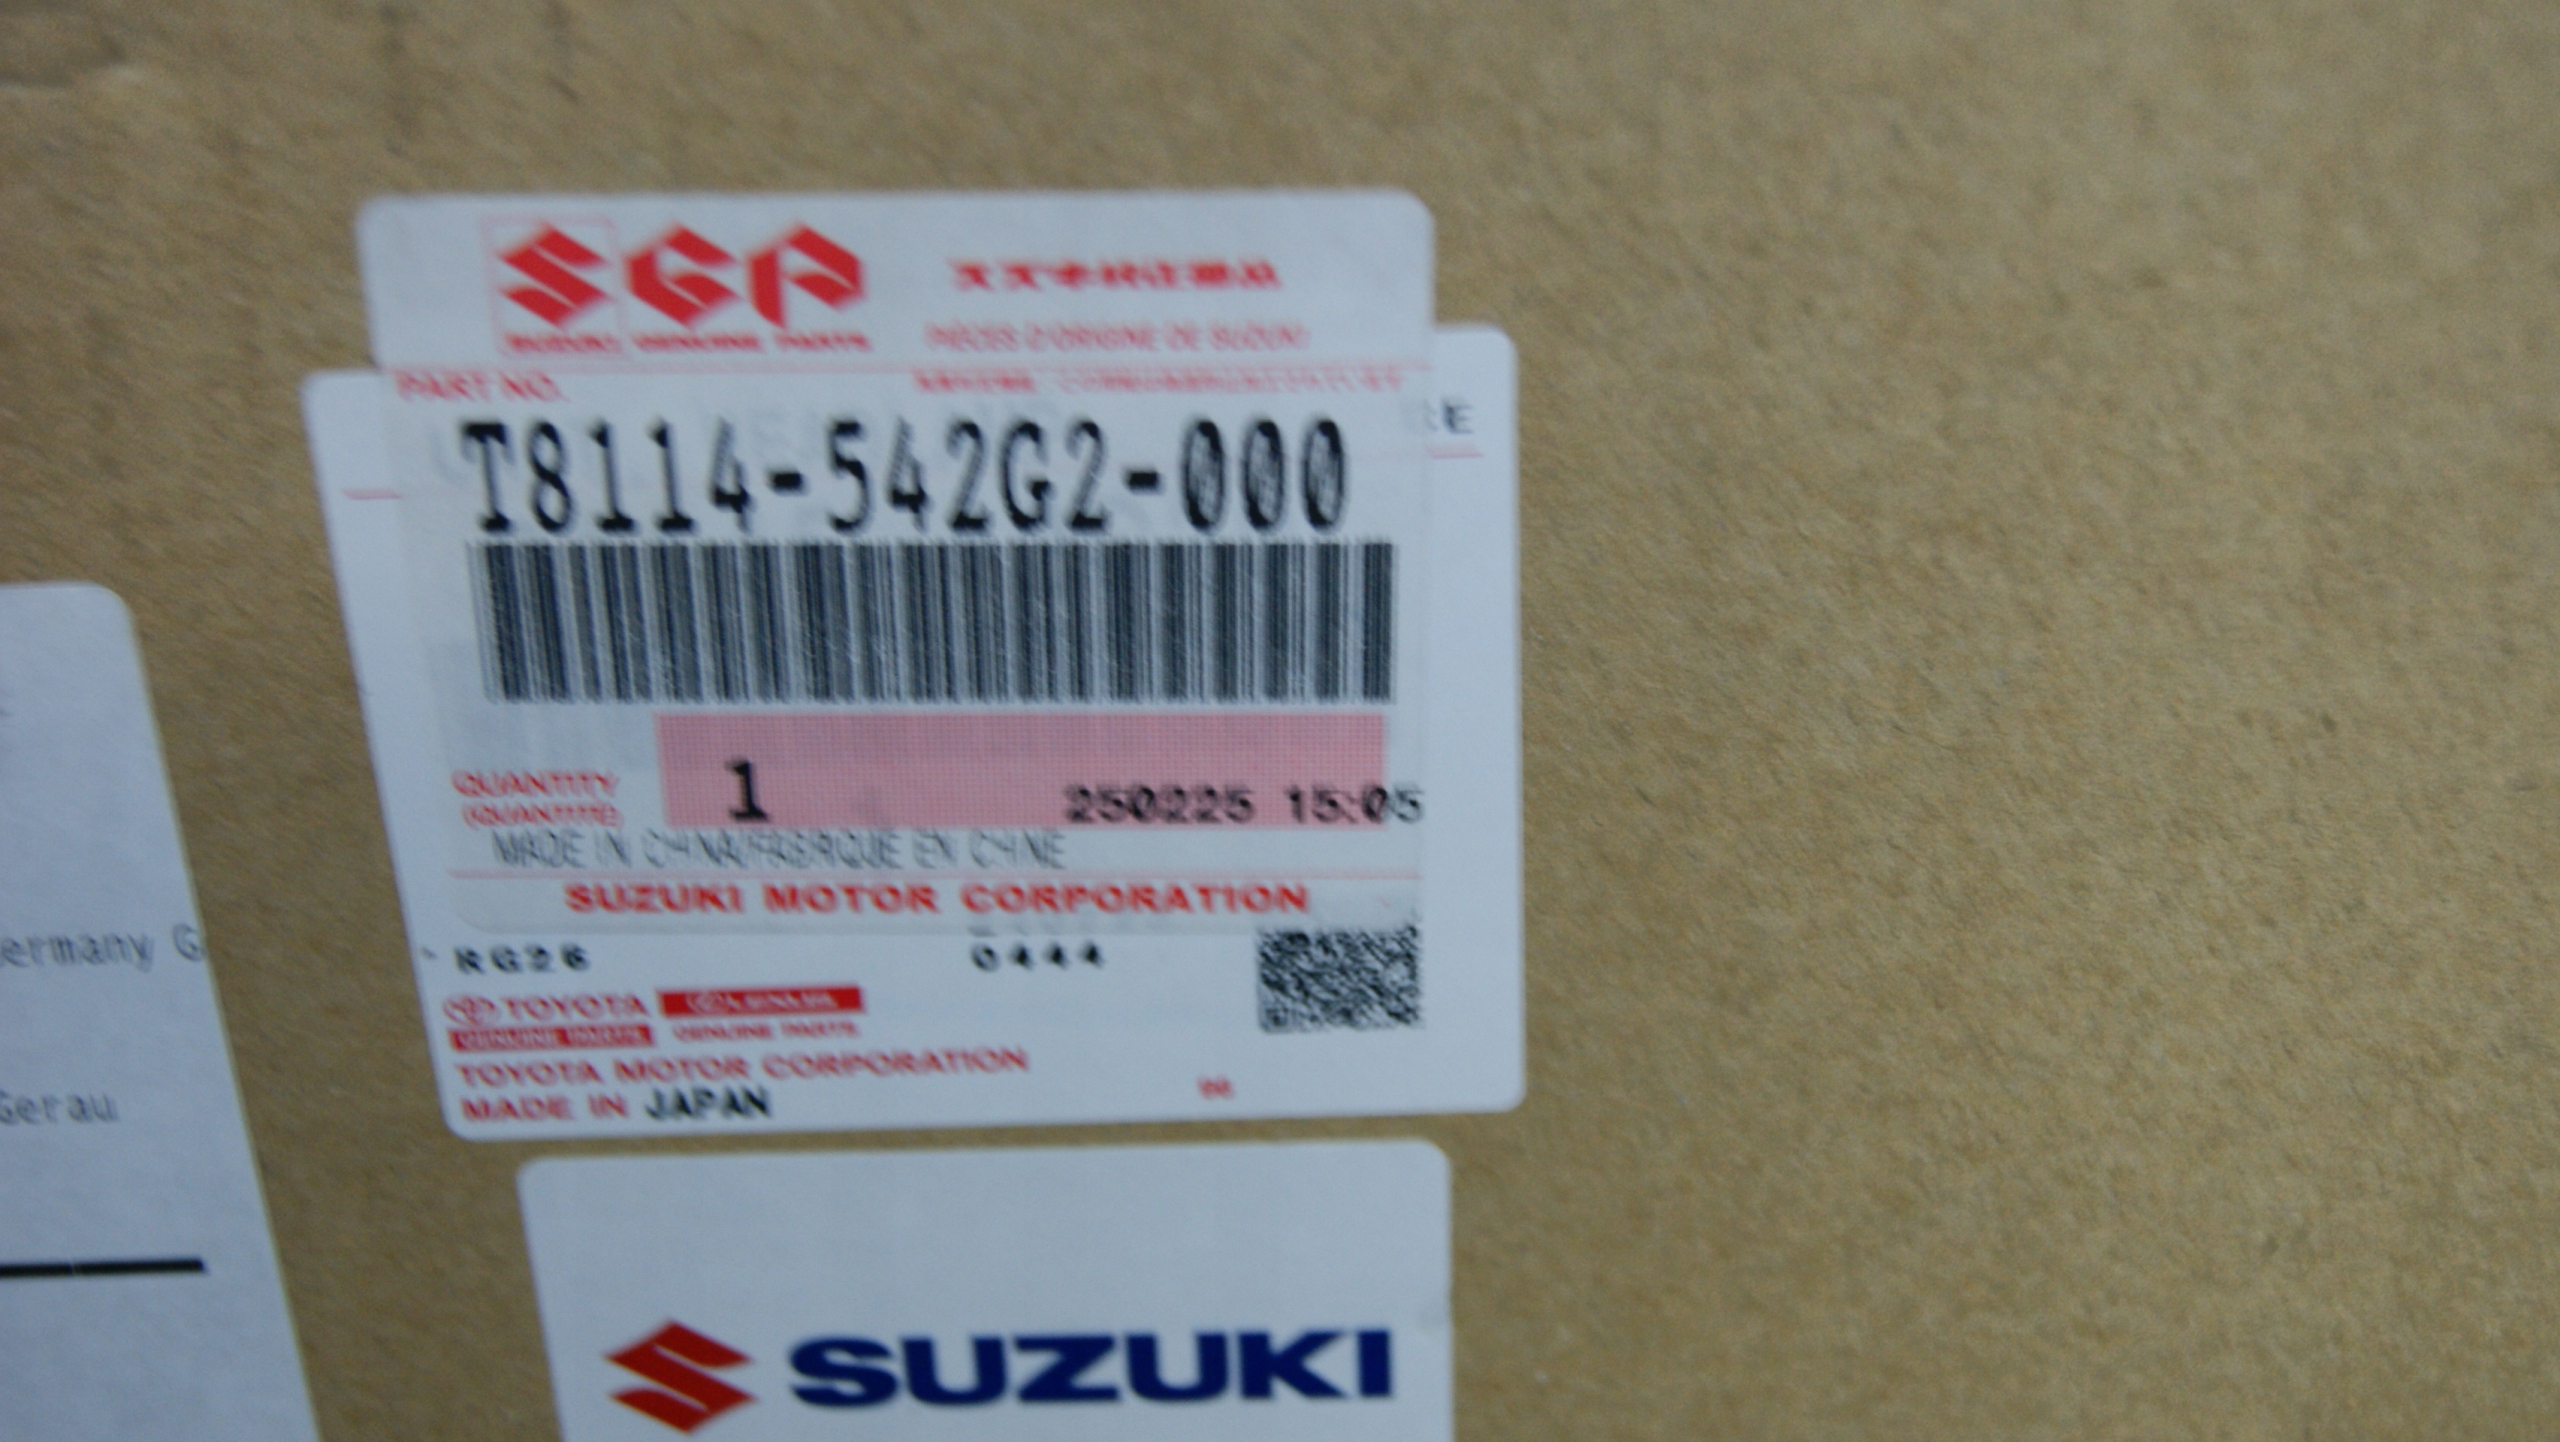 SGP
SUZUKI GENUINE PARTS
PIÈCES D'ORIGINE DE SUZUKI
PART NO.
T8114-542G2-000
QUANTITY 1 250225 15:05
(QUANTITÉ)
MADE IN CHINA/FABRIQUE EN CHINE
SUZUKI MOTOR CORPORATION
RG26 0444
TOYOTA
GENUINE PARTS GENUINE PARTS
TOYOTA MOTOR CORPORATION
MADE IN JAPAN
SUZUKI
ermany G
Gerau